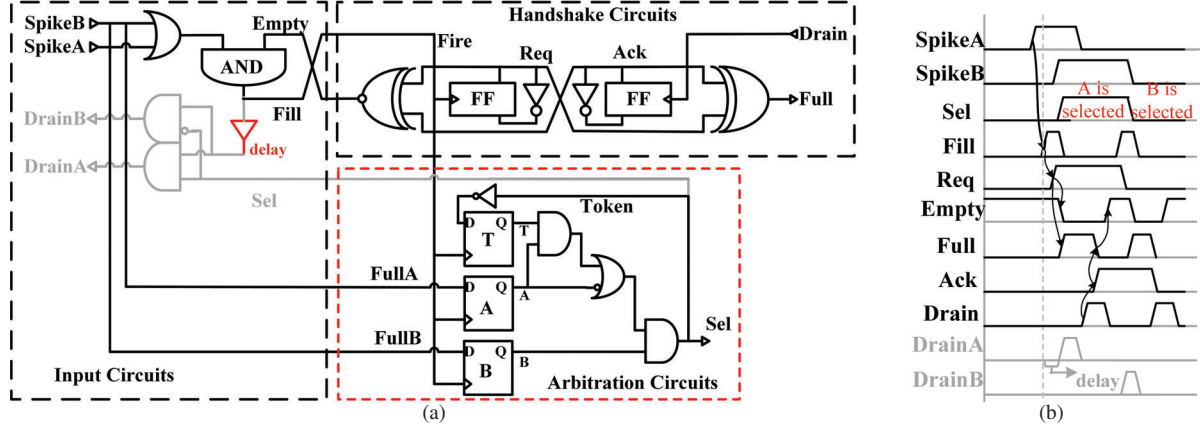 SpikeB
SpikeA
Empty
AND
Fill
DrainB
DrainA
delay
Sel
Input Circuits
Handshake Circuits
Fire
Req
Ack
Drain
FF
FF
Full
Token
D Q
T
T
FullA
D Q
A
A
FullB
D Q
B
B
Sel
Arbitration Circuits
(a)
SpikeA
SpikeB
Sel
A is selected
B is selected
Fill
Req
Empty
Full
Ack
Drain
DrainA
DrainB
delay
(b)